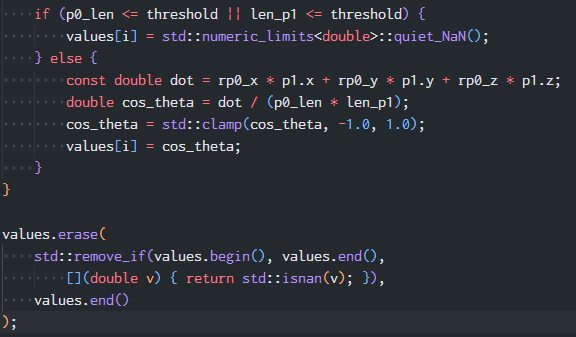 if (p0_len <= threshold || len_p1 <= threshold) {
values[i] = std::numeric_limits<double>::quiet_NaN();
} else {
const double dot = rp0_x * p1.x + rp0_y * p1.y + rp0_z * p1.z;
double cos_theta = dot / (p0_len * len_p1);
cos_theta = std::clamp(cos_theta, -1.0, 1.0);
values[i] = cos_theta;
}
}
values.erase(
std::remove_if(values.begin(), values.end(),
[](double v) { return std::isnan(v); }),
values.end()
);